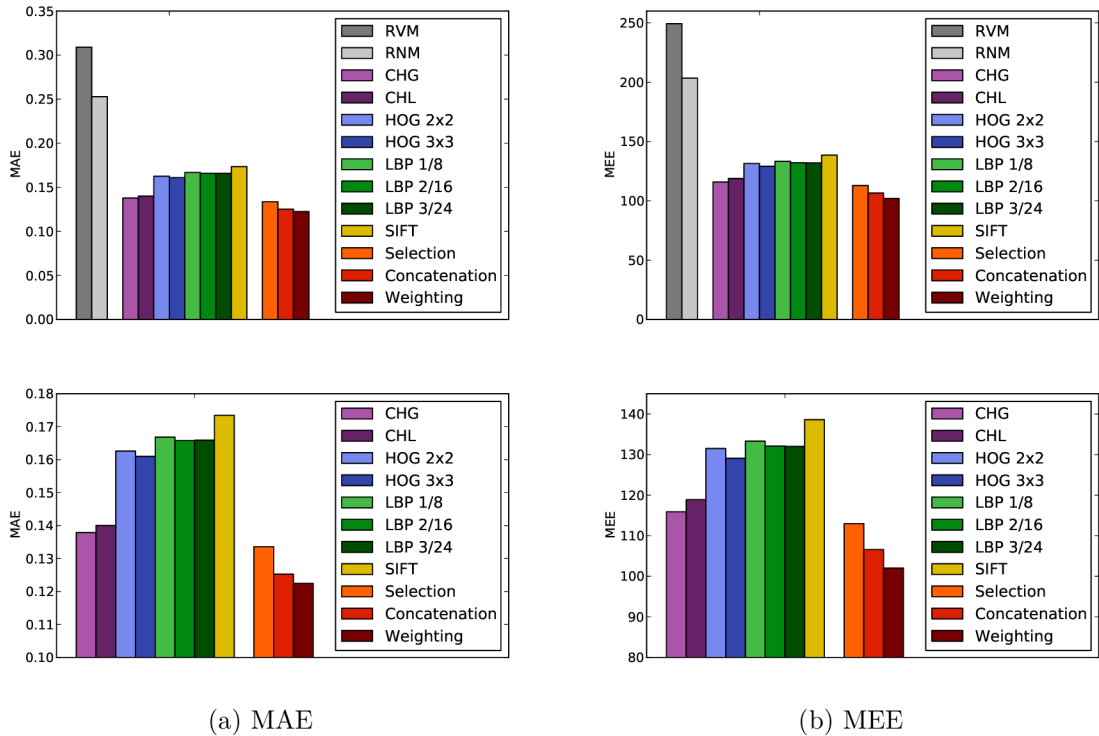 0.35
0.30
0.25
0.20
0.15
0.10
0.05
0.00
MAE
RVM
RNM
CHG
CHL
HOG 2x2
HOG 3x3
LBP 1/8
LBP 2/16
LBP 3/24
SIFT
Selection
Concatenation
Weighting
250
200
150
100
50
0
MEE
RVM
RNM
CHG
CHL
HOG 2x2
HOG 3x3
LBP 1/8
LBP 2/16
LBP 3/24
SIFT
Selection
Concatenation
Weighting
0.18
0.17
0.16
0.15
0.14
0.13
0.12
0.11
0.10
MAE
CHG
CHL
HOG 2x2
HOG 3x3
LBP 1/8
LBP 2/16
LBP 3/24
SIFT
Selection
Concatenation
Weighting
140
130
120
110
100
90
80
MEE
CHG
CHL
HOG 2x2
HOG 3x3
LBP 1/8
LBP 2/16
LBP 3/24
SIFT
Selection
Concatenation
Weighting
(a) MAE
(b) MEE